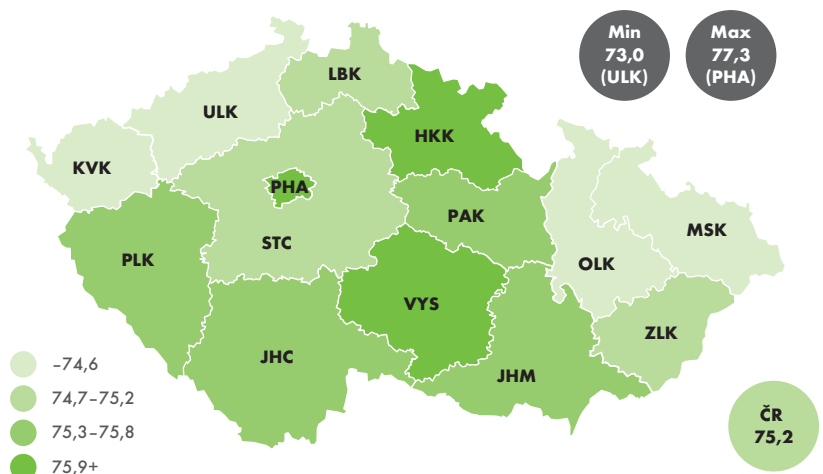 Min
73,0
(ULK)
Max
77,3
(PHA)
LBK
ULK
HKK
KVK
PHA
PAK
MSK
STC
PLK
OLK
VYS
ZLK
JHC
JHM
–74,6
74,7–75,2
75,3–75,8
75,9+
ČR
75,2